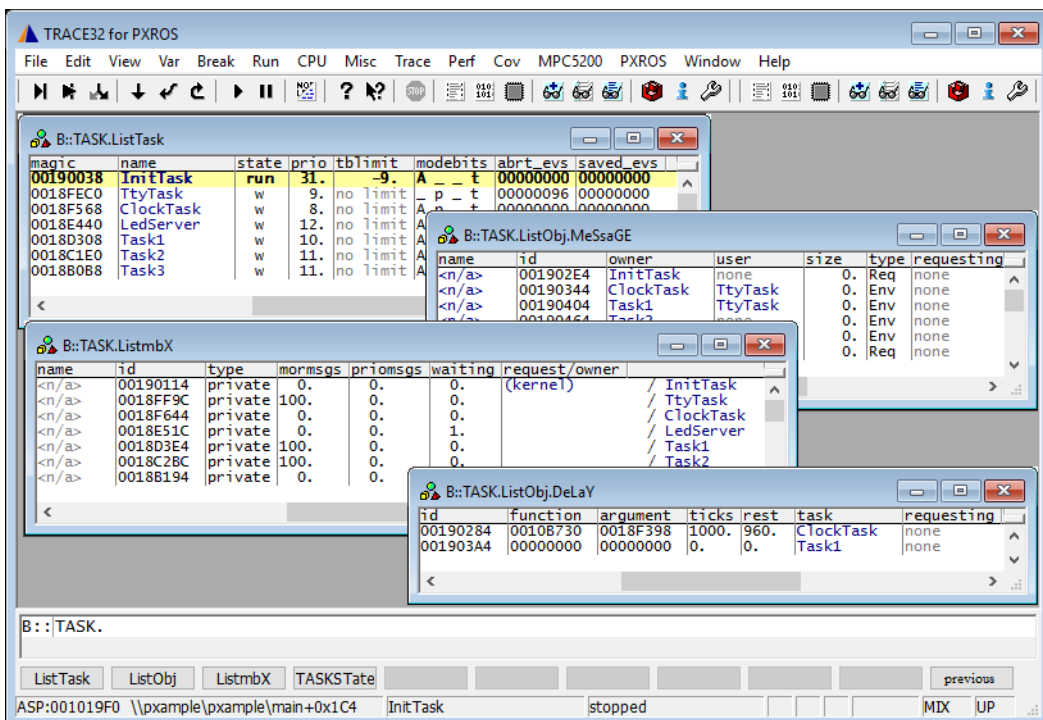 TRACE32 for PXROS
File Edit View Var Break Run CPU Misc Trace Perf Cov MPC5200 PXROS Window Help
B::TASK.ListTask
magic name state prio tblimit modebits abrt_evs saved_evs
00190038 InitTask run 31. -9. A _ _ t 00000000 00000000
0018FEC0 TtyTask w 9. no limit _ p _ t 00000096 00000000
0018F568 ClockTask w 8. no limit A p _ t 00000000 00000000
0018E440 LedServer w 12. no limit A
0018D308 Task1 w 10. no limit A
0018C1E0 Task2 w 11. no limit A
0018B0B8 Task3 w 11. no limit A
B::TASK.ListObj.MeSsaGE
name id owner user size type requesting
<n/a> 001902E4 InitTask none 0. Req none
<n/a> 00190344 ClockTask TtyTask 0. Env none
<n/a> 00190404 Task1 TtyTask 0. Env none
<n/a> 00190464 Task2 none 0. Env none
0. Env none
0. Req none
B::TASK.ListmbX
name id type mormsgs priomsgs waiting request/owner
<n/a> 00190114 private 0. 0. 0. (kernel) / InitTask
<n/a> 0018FF9C private 100. 0. 0. / TtyTask
<n/a> 0018F644 private 0. 0. 0. / ClockTask
<n/a> 0018E51C private 0. 0. 1. / LedServer
<n/a> 0018D3E4 private 100. 0. 0. / Task1
<n/a> 0018C2BC private 100. 0. 0. / Task2
<n/a> 0018B194 private 0. 0.
B::TASK.ListObj.DeLaY
id function argument ticks rest task requesting
00190284 0010B730 0018F398 1000. 960. ClockTask none
001903A4 00000000 00000000 0. 0. Task1 none
B::TASK.
ListTask ListObj ListmbX TASKSTate previous
ASP:001019F0 \\pxample\pxample\main+0x1C4 InitTask stopped MIX UP